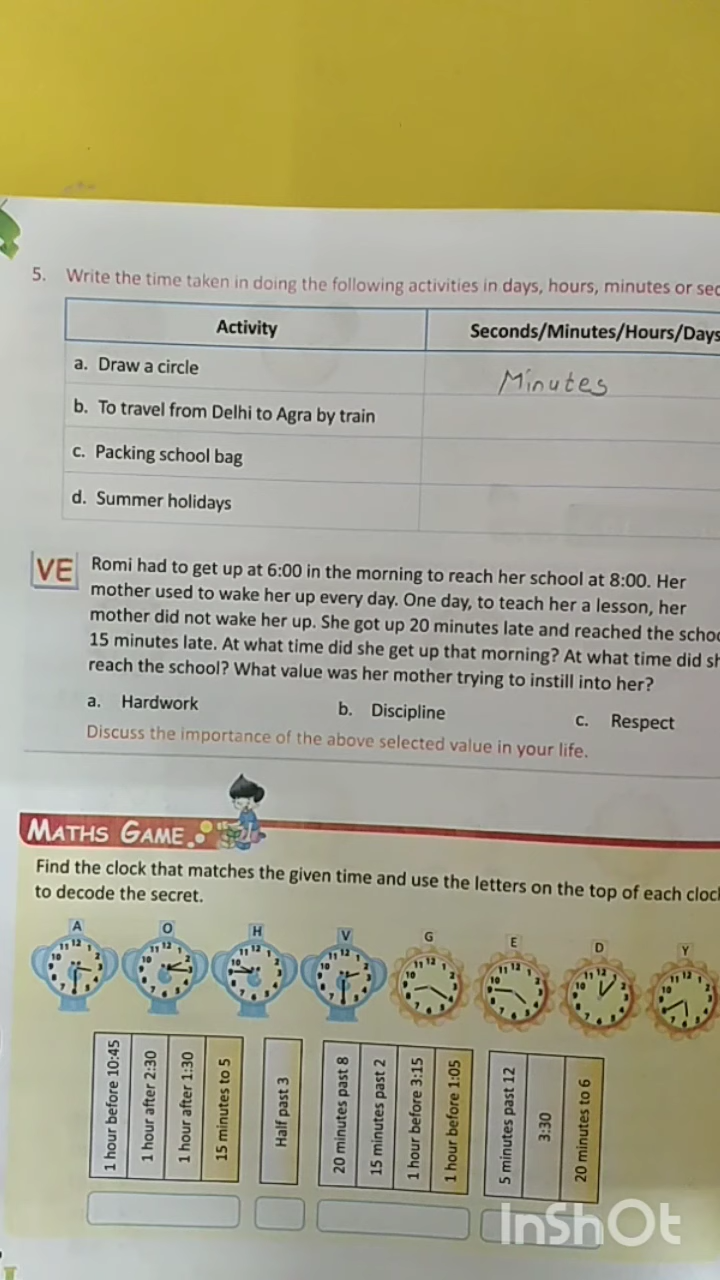 5. Write the time taken in doing the following activities in days, hours, minutes or sec
Activity Seconds/Minutes/Hours/Days
a. Draw a circle Minutes
b. To travel from Delhi to Agra by train
c. Packing school bag
d. Summer holidays
VE Romi had to get up at 6:00 in the morning to reach her school at 8:00. Her
mother used to wake her up every day. One day, to teach her a lesson, her
mother did not wake her up. She got up 20 minutes late and reached the schoo
15 minutes late. At what time did she get up that morning? At what time did sh
reach the school? What value was her mother trying to instill into her?
a. Hardwork b. Discipline c. Respect
Discuss the importance of the above selected value in your life.
MATHS GAME
Find the clock that matches the given time and use the letters on the top of each clock
to decode the secret.
A O H V G E D Y
1 hour before 10:45
1 hour after 2:30
1 hour after 1:30
15 minutes to 5
Half past 3
20 minutes past 8
15 minutes past 2
1 hour before 3:15
1 hour before 1:05
5 minutes past 12
3:30
20 minutes to 6
InShOt